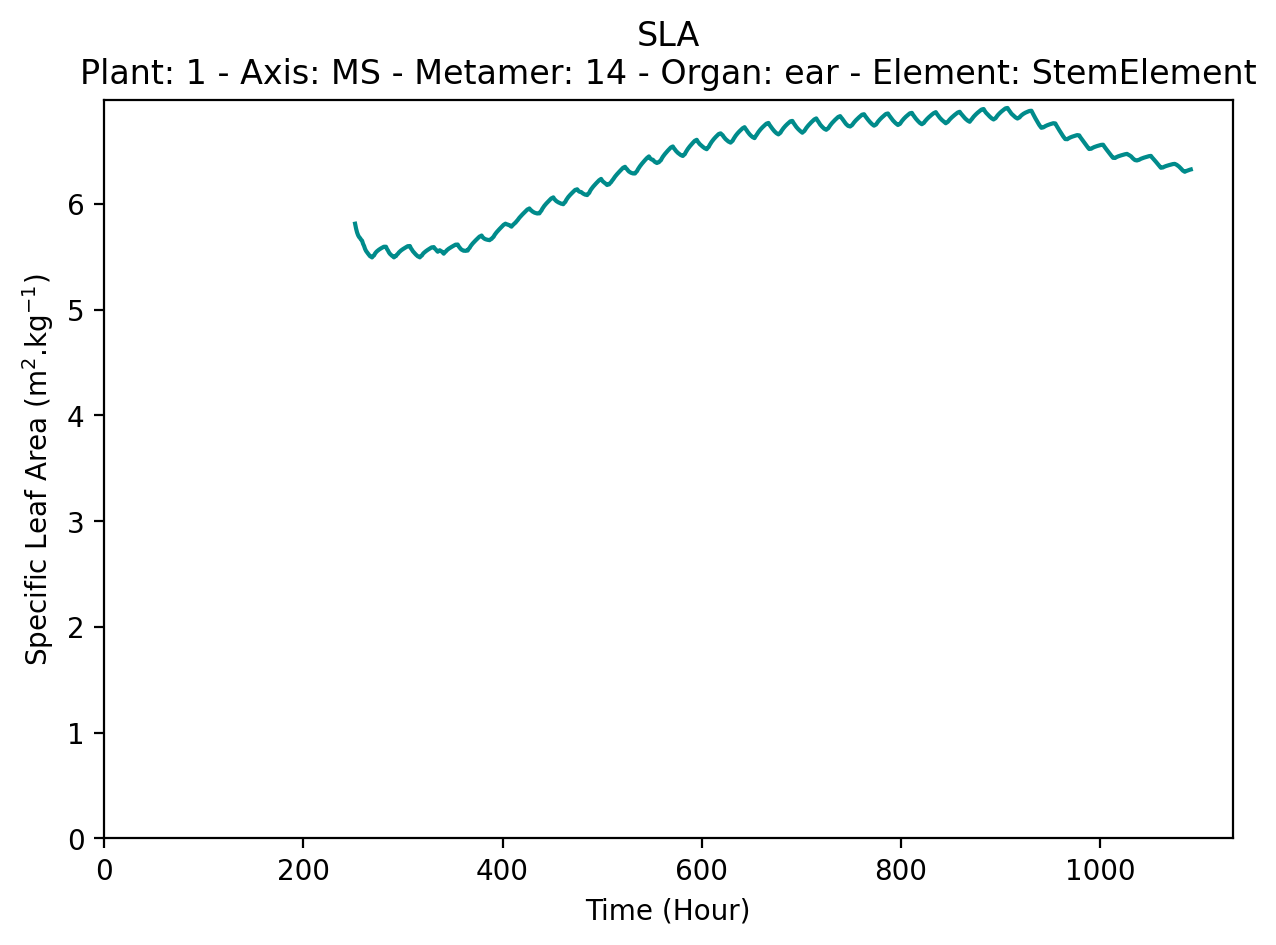 SLA
Plant: 1 - Axis: MS - Metamer: 14 - Organ: ear - Element: StemElement
Specific Leaf Area (m².kg⁻¹)
6
5
4
3
2
1
0
0 200 400 600 800 1000
Time (Hour)